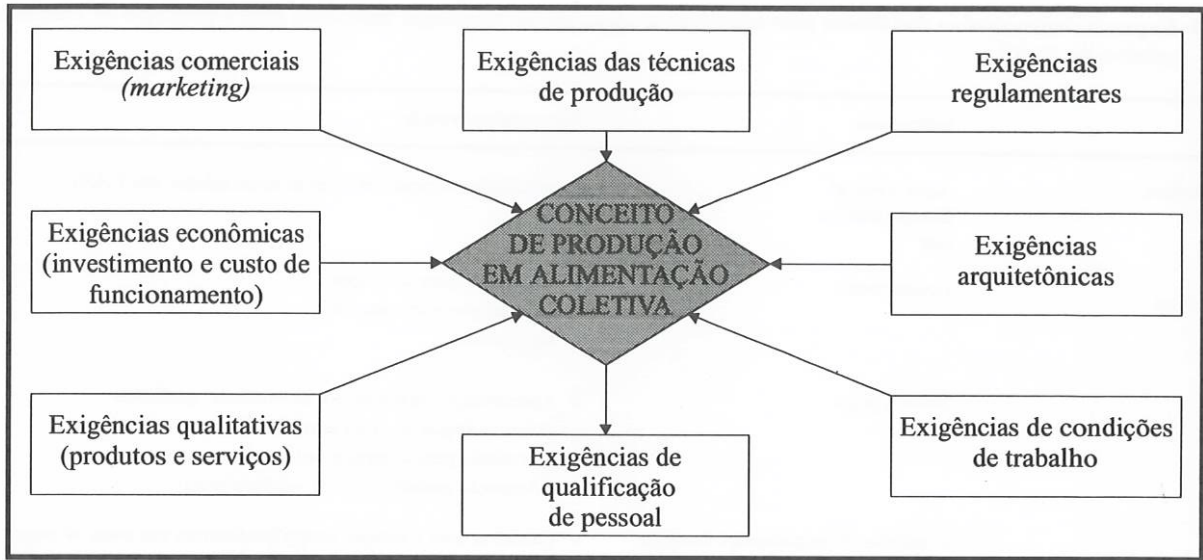 Exigências comerciais
(marketing)
Exigências das técnicas
de produção
Exigências
regulamentares
Exigências econômicas
(investimento e custo de
funcionamento)
CONCEITO
DE PRODUÇÃO
EM ALIMENTAÇÃO
COLETIVA
Exigências
arquitetônicas
Exigências qualitativas
(produtos e serviços)
Exigências de
qualificação
de pessoal
Exigências de condições
de trabalho